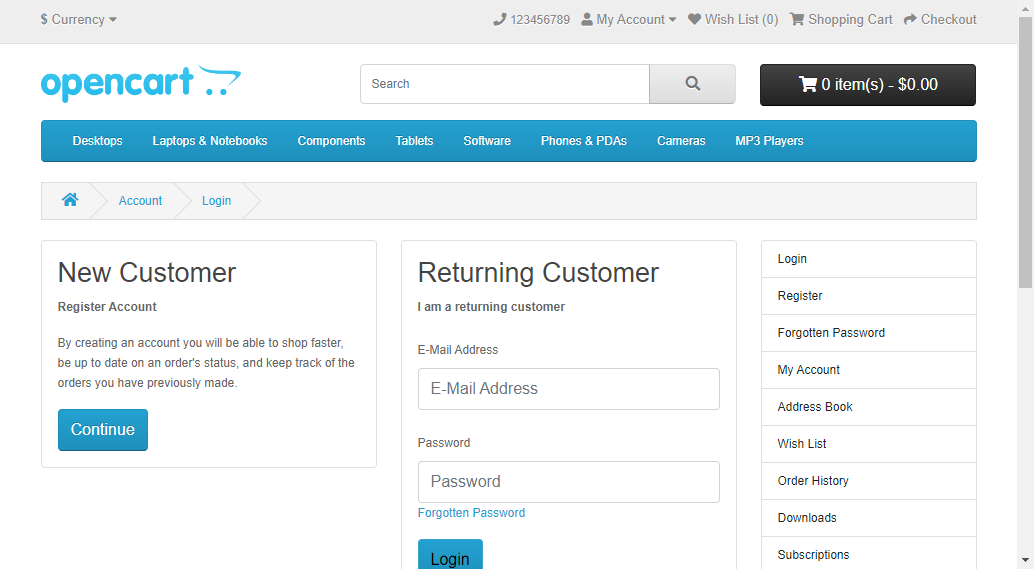 $ Currency
123456789 My Account Wish List (0) Shopping Cart Checkout
opencart
Search
0 item(s) - $0.00
Desktops Laptops & Notebooks Components Tablets Software Phones & PDAs Cameras MP3 Players
Account Login
New Customer
Register Account
By creating an account you will be able to shop faster,
be up to date on an order's status, and keep track of the
orders you have previously made.
Continue
Returning Customer
I am a returning customer
E-Mail Address
E-Mail Address
Password
Password
Forgotten Password
Login
Login
Register
Forgotten Password
My Account
Address Book
Wish List
Order History
Downloads
Subscriptions